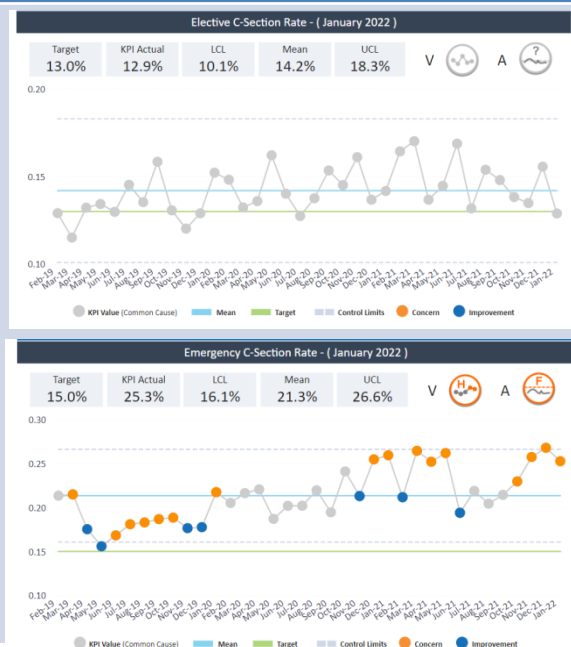 Elective C-Section Rate - ( January 2022 )
Target KPI Actual LCL Mean UCL
13.0% 12.9% 10.1% 14.2% 18.3% V A ?
0.20
0.15
0.10
Feb-19 Mar-19 Apr-19 May-19 Jun-19 Jul-19 Aug-19 Sep-19 Oct-19 Nov-19 Dec-19 Jan-20 Feb-20 Mar-20 Apr-20 May-20 Jun-20 Jul-20 Aug-20 Sep-20 Oct-20 Nov-20 Dec-20 Jan-21 Feb-21 Mar-21 Apr-21 May-21 Jun-21 Jul-21 Aug-21 Sep-21 Oct-21 Nov-21 Dec-21 Jan-22
KPI Value (Common Cause) Mean Target Control Limits Concern Improvement
Emergency C-Section Rate - ( January 2022 )
Target KPI Actual LCL Mean UCL
15.0% 25.3% 16.1% 21.3% 26.6% V H A F
0.30
0.25
0.20
0.15
0.10
Feb-19 Mar-19 Apr-19 May-19 Jun-19 Jul-19 Aug-19 Sep-19 Oct-19 Nov-19 Dec-19 Jan-20 Feb-20 Mar-20 Apr-20 May-20 Jun-20 Jul-20 Aug-20 Sep-20 Oct-20 Nov-20 Dec-20 Jan-21 Feb-21 Mar-21 Apr-21 May-21 Jun-21 Jul-21 Aug-21 Sep-21 Oct-21 Nov-21 Dec-21 Jan-22
KPI Value (Common Cause) Mean Target Control Limits Concern Improvement